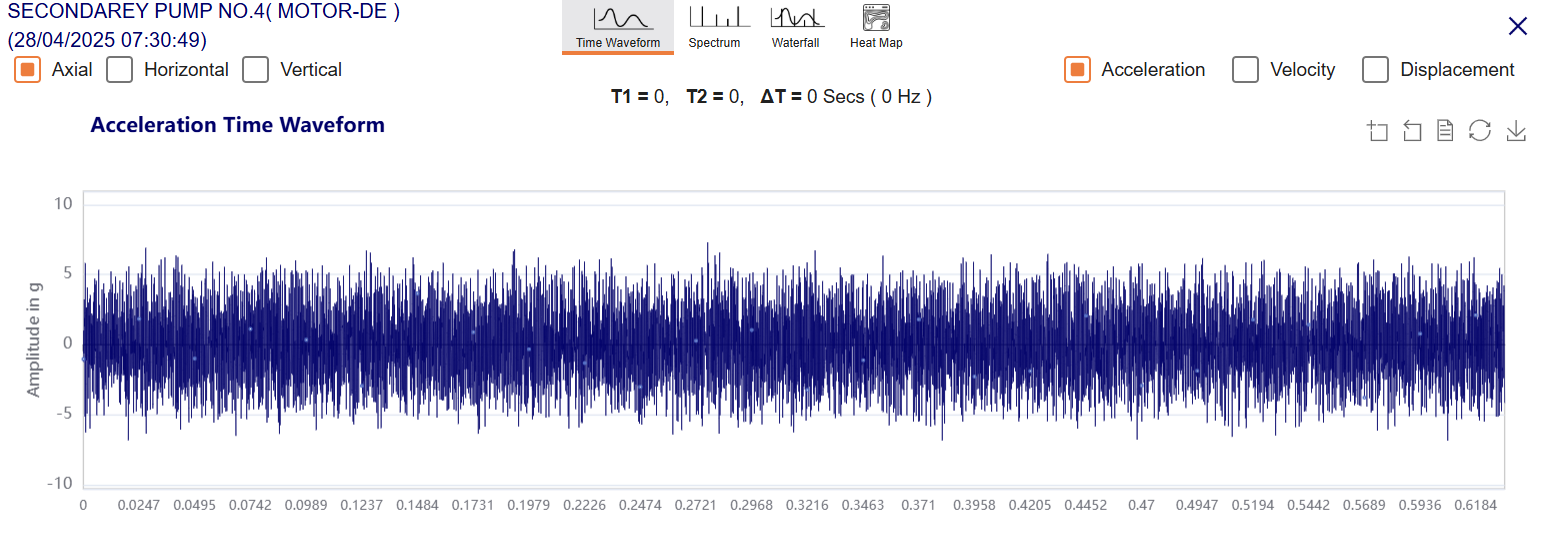 SECONDAREY PUMP NO.4( MOTOR-DE )
(28/04/2025 07:30:49)
Time Waveform Spectrum Waterfall Heat Map
Axial Horizontal Vertical
Acceleration Velocity Displacement
T1 = 0, T2 = 0, ΔT = 0 Secs ( 0 Hz )
Acceleration Time Waveform
Amplitude in g
10
5
0
-5
-10
0 0.0247 0.0495 0.0742 0.0989 0.1237 0.1484 0.1731 0.1979 0.2226 0.2474 0.2721 0.2968 0.3216 0.3463 0.371 0.3958 0.4205 0.4452 0.47 0.4947 0.5194 0.5442 0.5689 0.5936 0.6184